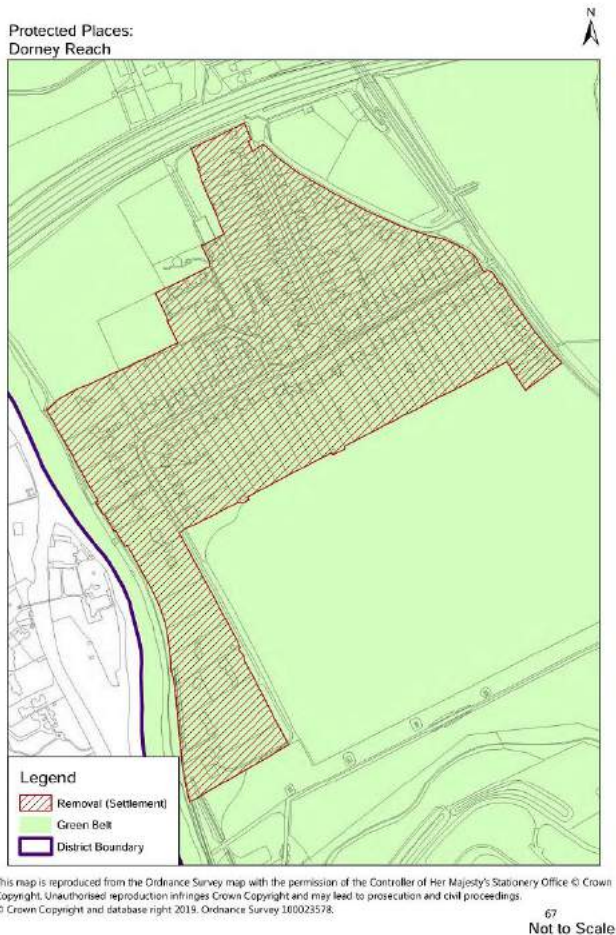 N
Protected Places:
Dorney Reach
Legend
Removal (Settlement)
Green Belt
District Boundary
This map is reproduced from the Ordnance Survey map with the permission of the Controller of Her Majesty's Stationery Office © Crown
Copyright. Unauthorised reproduction infringes Crown Copyright and may lead to prosecution and civil proceedings.
© Crown Copyright and database right 2019. Ordnance Survey 100023578.
67
Not to Scale